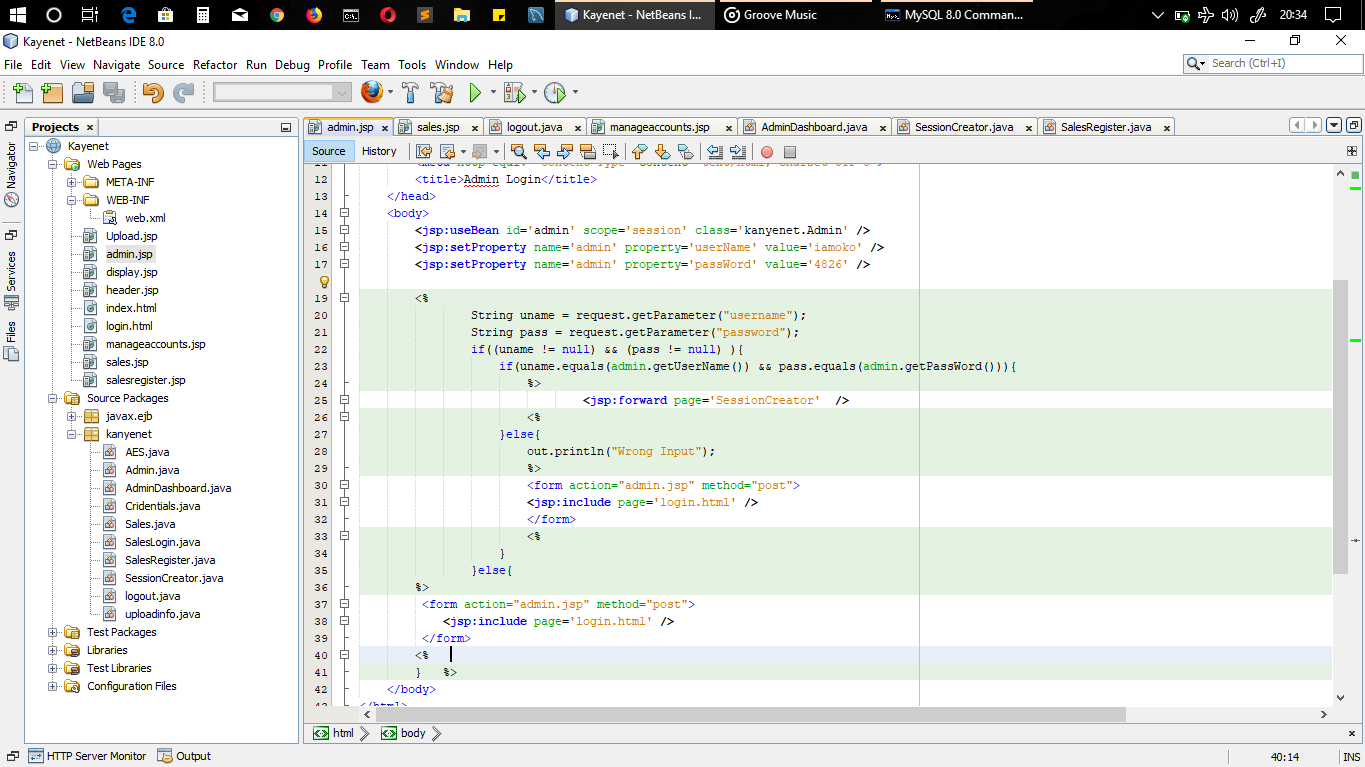 Kayenet - NetBeans I...
Groove Music
MySQL 8.0 Comman...
20:34
Kayenet - NetBeans IDE 8.0
File Edit View Navigate Source Refactor Run Debug Profile Team Tools Window Help
Search (Ctrl+I)
Projects
Navigator
Services
Files
Kayenet
Web Pages
META-INF
WEB-INF
web.xml
Upload.jsp
admin.jsp
display.jsp
header.jsp
index.html
login.html
manageaccounts.jsp
sales.jsp
salesregister.jsp
Source Packages
javax.ejb
kanyenet
AES.java
Admin.java
AdminDashboard.java
Cridentials.java
Sales.java
SalesLogin.java
SalesRegister.java
SessionCreator.java
logout.java
uploadinfo.java
Test Packages
Libraries
Test Libraries
Configuration Files
admin.jsp sales.jsp logout.java manageaccounts.jsp AdminDashboard.java SessionCreator.java SalesRegister.java
Source History
12 <title>Admin Login</title>
13 </head>
14 <body>
15 <jsp:useBean id='admin' scope='session' class='kanyenet.Admin' />
16 <jsp:setProperty name='admin' property='userName' value='iamoko' />
17 <jsp:setProperty name='admin' property='passWord' value='4826' />
19 <%
20 String uname = request.getParameter("username");
21 String pass = request.getParameter("password");
22 if((uname != null) && (pass != null) ){
23 if(uname.equals(admin.getUserName()) && pass.equals(admin.getPassWord())){
24 %>
25 <jsp:forward page='SessionCreator' />
26 <%
27 }else{
28 out.println("Wrong Input");
29 %>
30 <form action="admin.jsp" method="post">
31 <jsp:include page='login.html' />
32 </form>
33 <%
34 }
35 }else{
36 %>
37 <form action="admin.jsp" method="post">
38 <jsp:include page='login.html' />
39 </form>
40 <%
41 } %>
42 </body>
html body
HTTP Server Monitor Output
40:14 INS